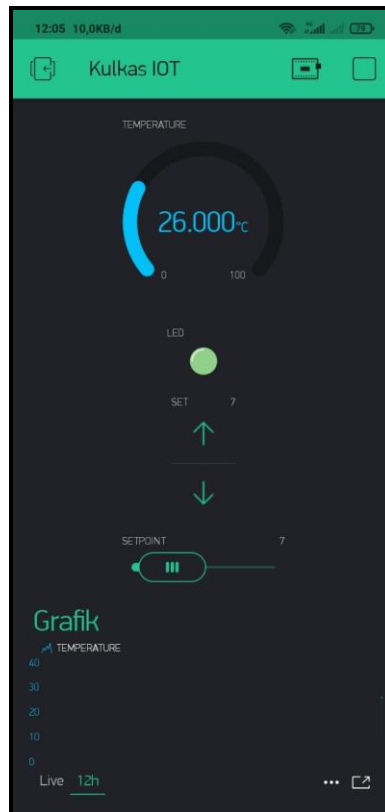 12:05 10,0KB/d 79
Kulkas IOT
TEMPERATURE
26.000°C
0 100
LED
SET 7
SETPOINT 7
Grafik
TEMPERATURE
40
30
20
10
0
Live 12h